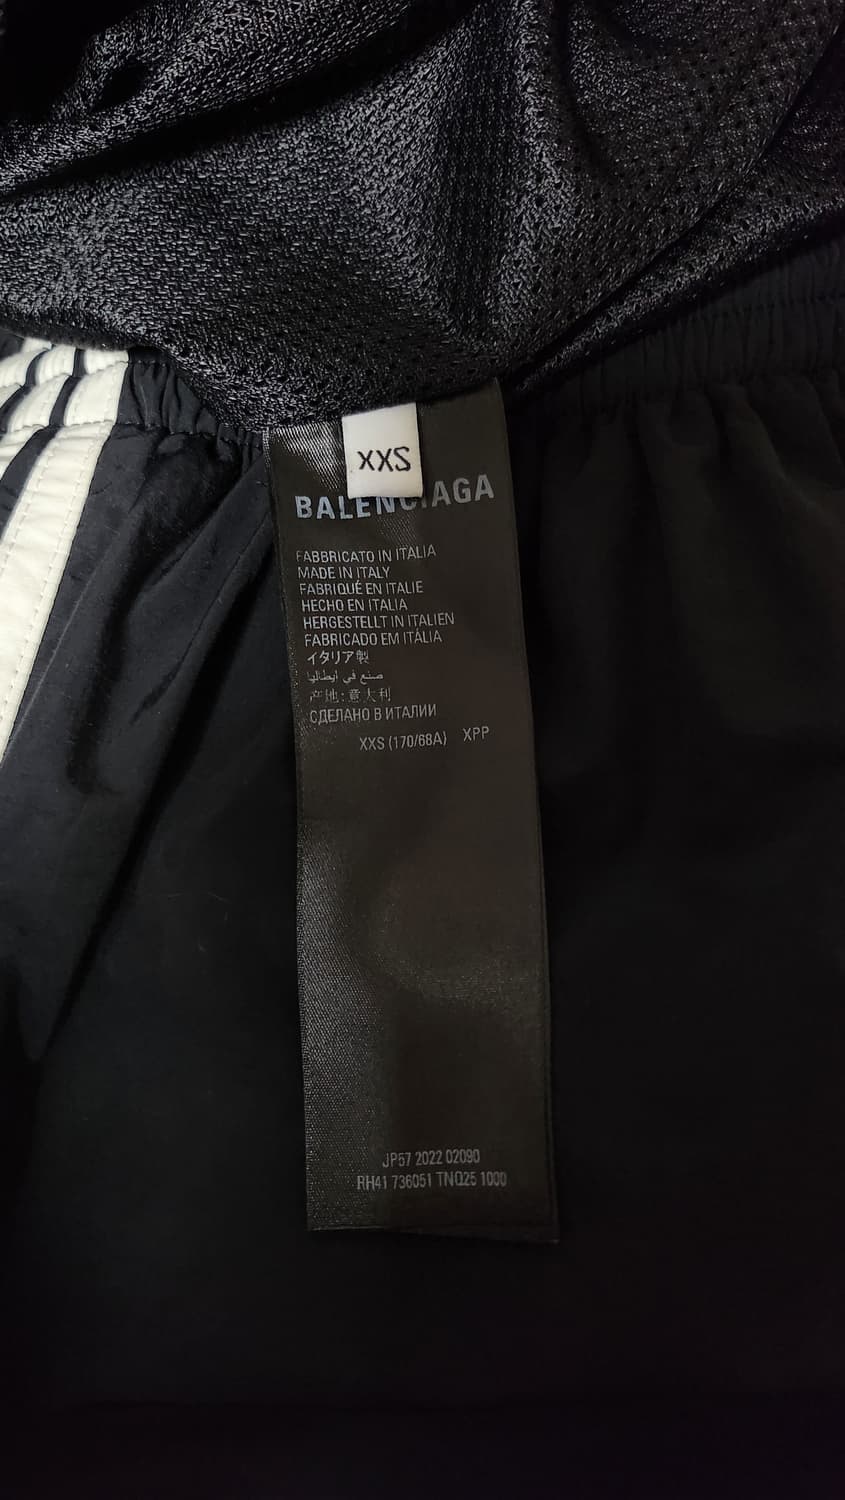 XXS
BALENCIAGA
FABBRICATO IN ITALIA
MADE IN ITALY
FABRIQUÉ EN ITALIE
HECHO EN ITALIA
HERGESTELLT IN ITALIEN
FABRICADO EM ITÁLIA
イタリア製
صنع في ايطاليا
产地:意大利
СДЕЛАНО В ИТАЛИИ
XXS (170/68A) XPP
JP57 2022 02090
RH41 736051 TNQ25 1000